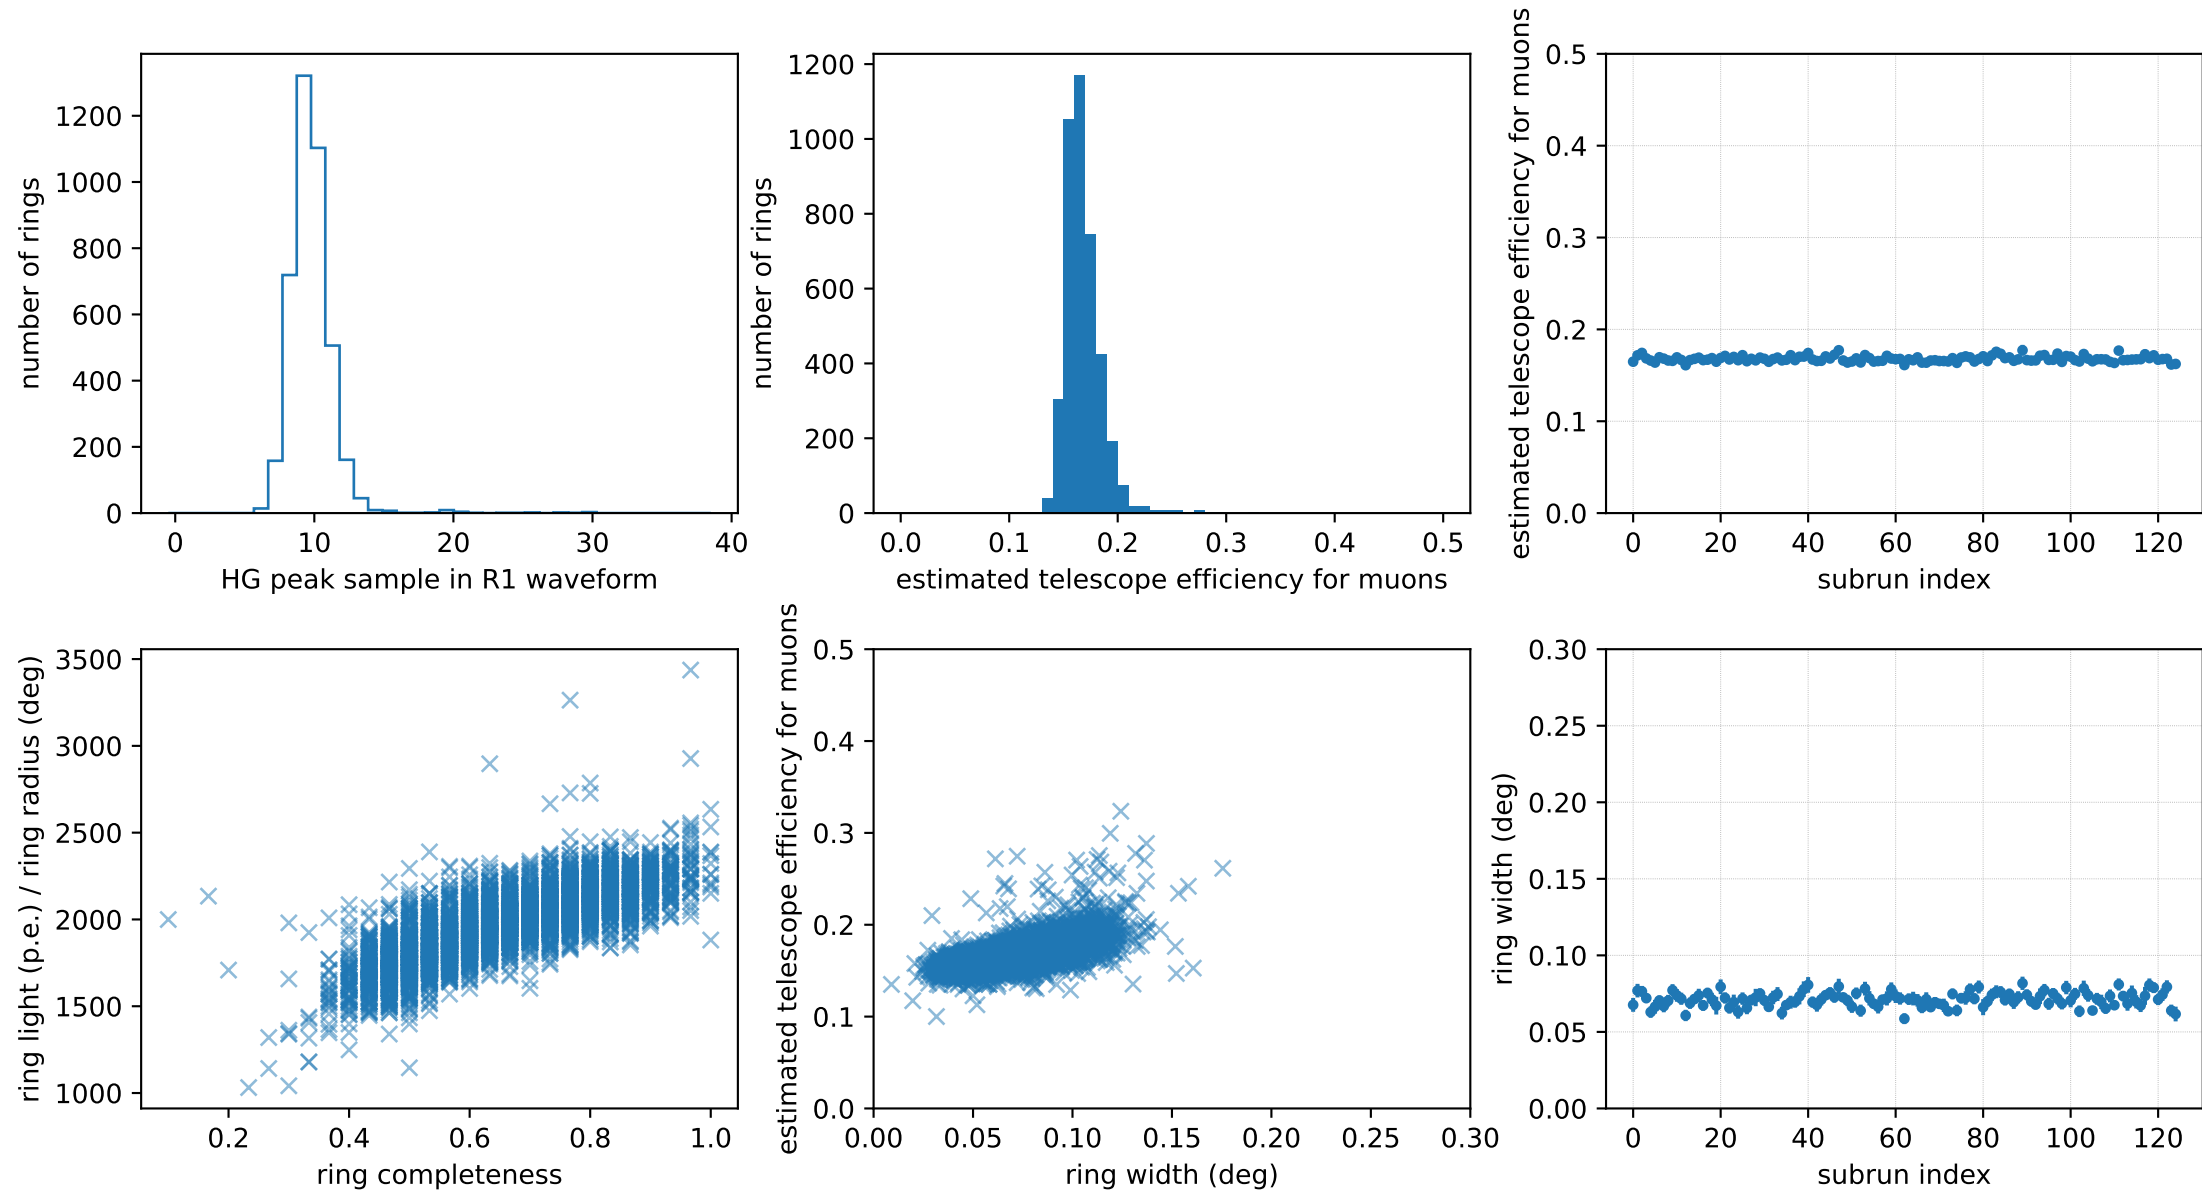 number of rings
1200
1000
800
600
400
200
0
0 10 20 30 40
HG peak sample in R1 waveform
number of rings
1200
1000
800
600
400
200
0
0.0 0.1 0.2 0.3 0.4 0.5
estimated telescope efficiency for muons
estimated telescope efficiency for muons
0.5
0.4
0.3
0.2
0.1
0.0
0 20 40 60 80 100 120
subrun index
ring light (p.e.) / ring radius (deg)
3500
3000
2500
2000
1500
1000
0.2 0.4 0.6 0.8 1.0
ring completeness
estimated telescope efficiency for muons
0.5
0.4
0.3
0.2
0.1
0.0
0.00 0.05 0.10 0.15 0.20 0.25 0.30
ring width (deg)
ring width (deg)
0.30
0.25
0.20
0.15
0.10
0.05
0.00
0 20 40 60 80 100 120
subrun index